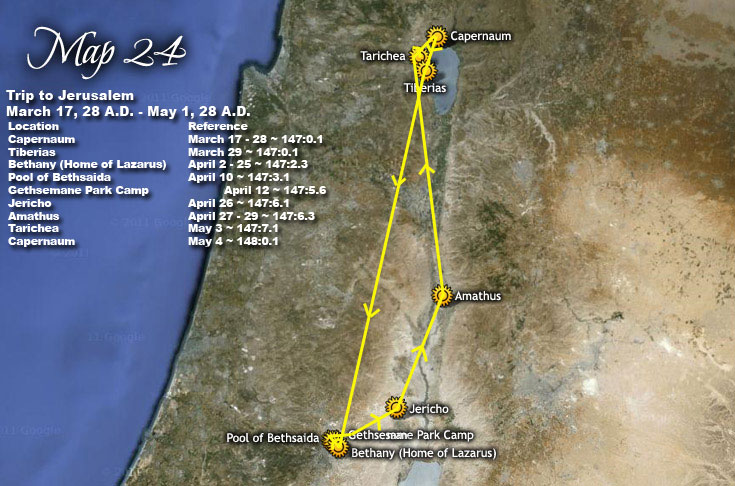 Map 24
Trip to Jerusalem
March 17, 28 A.D. - May 1, 28 A.D.
Location Reference
Capernaum March 17 - 28 ~ 147:0.1
Tiberias March 29 ~ 147:0.1
Bethany (Home of Lazarus) April 2 - 25 ~ 147:2.3
Pool of Bethsaida April 10 ~ 147:3.1
Gethsemane Park Camp April 12 ~ 147:5.6
Jericho April 26 ~ 147:6.1
Amathus April 27 - 29 ~ 147:6.3
Tarichea May 3 ~ 147:7.1
Capernaum May 4 ~ 148:0.1
Capernaum
Tarichea
Tiberias
Amathus
Jericho
Pool of Bethsaida
Gethsemane Park Camp
Bethany (Home of Lazarus)
© 2011 Google
11 Google
2011 Google